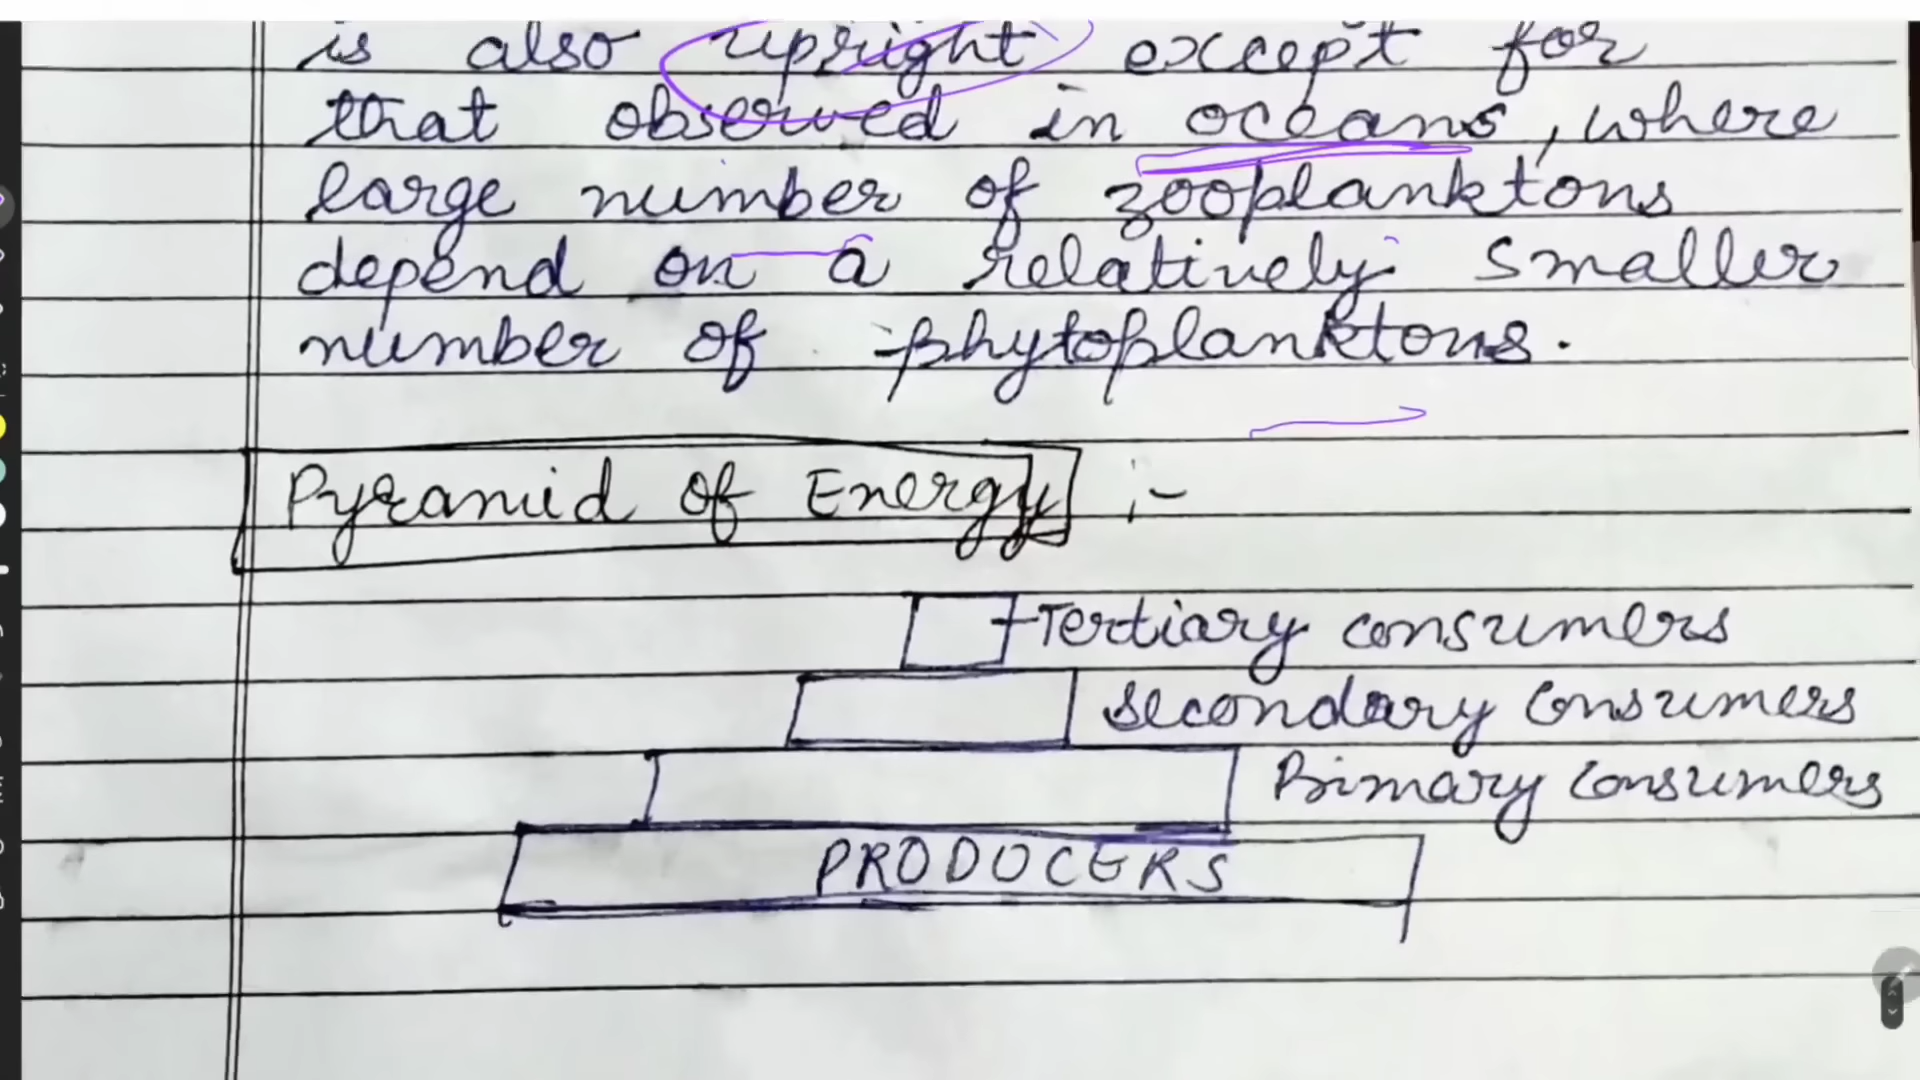 is also upright except for
that observed in oceans, where
large number of zooplanktons
depend on a relatively smaller
number of phytoplanktons.
Pyramid of Energy :-
Tertiary consumers
Secondary consumers
Primary consumers
PRODUCERS